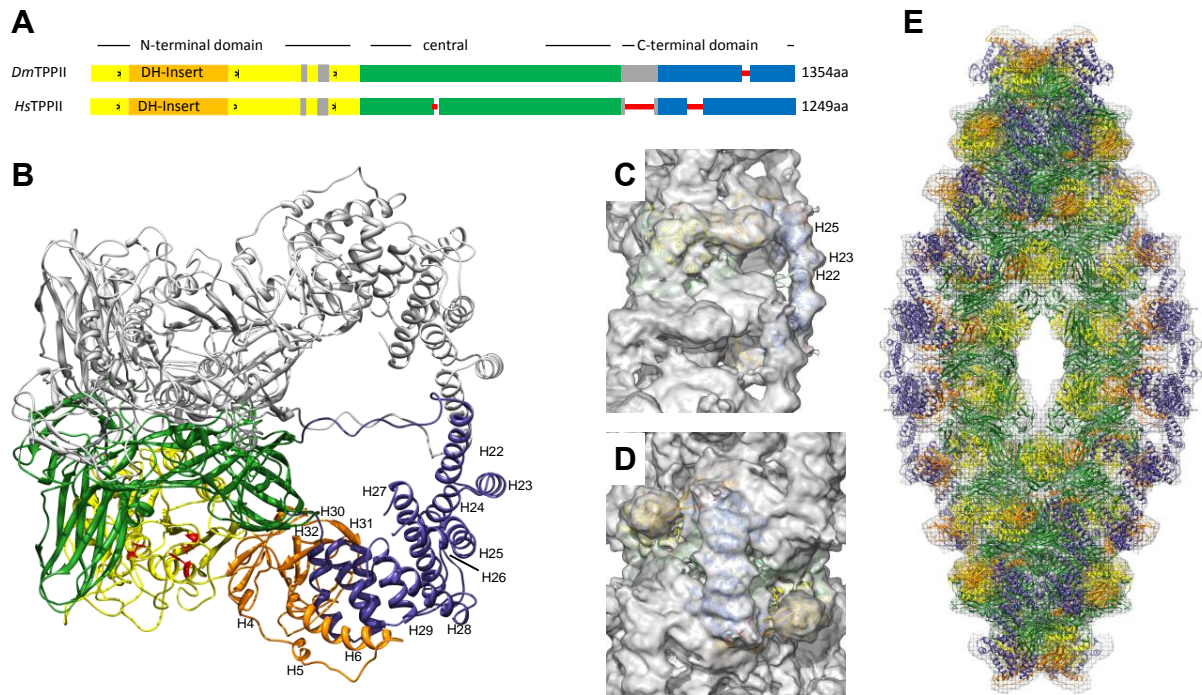 A
N-terminal domain central C-terminal domain
DmTPPII DH-Insert 1354aa
HsTPPII DH-Insert 1249aa
B
H22
H23
H27
H24
H30
H31
H32
H25
H26
H4
H29
H28
H6
H5
C
H25
H23
H22
D
E